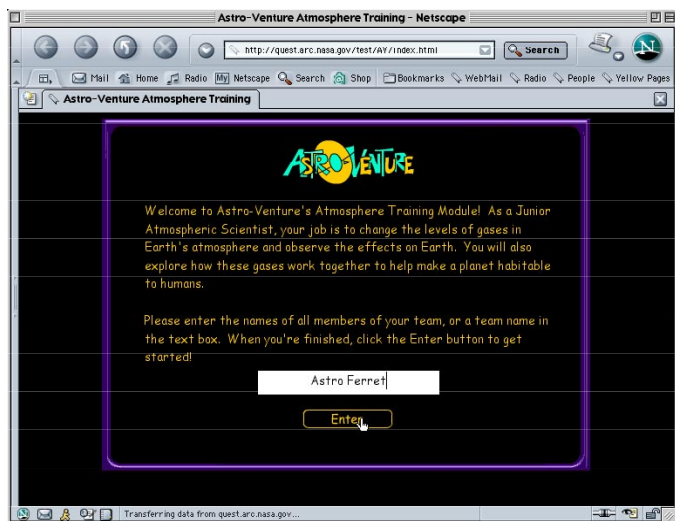 Astro-Venture Atmosphere Training - Netscape
http://quest.arc.nasa.gov/test/AV/index.html
Search
N
Mail Home Radio My Netscape Search Shop Bookmarks WebMail Radio People Yellow Pages
Astro-Venture Atmosphere Training
ASTRO-VENTURE
Welcome to Astro-Venture's Atmosphere Training Module! As a Junior
Atmospheric Scientist, your job is to change the levels of gases in
Earth's atmosphere and observe the effects on Earth. You will also
explore how these gases work together to help make a planet habitable
to humans.
Please enter the names of all members of your team, or a team name in
the text box. When you're finished, click the Enter button to get
started!
Astro Ferret
Enter
Transferring data from quest.arc.nasa.gov...